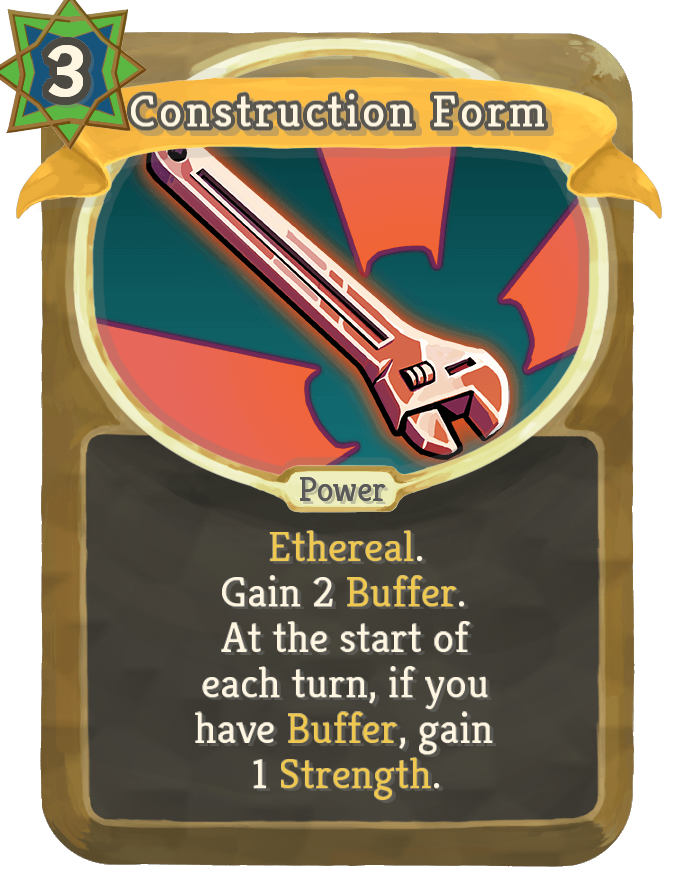 3
Construction Form
Power
Ethereal.
Gain 2 Buffer.
At the start of
each turn, if you
have Buffer, gain
1 Strength.